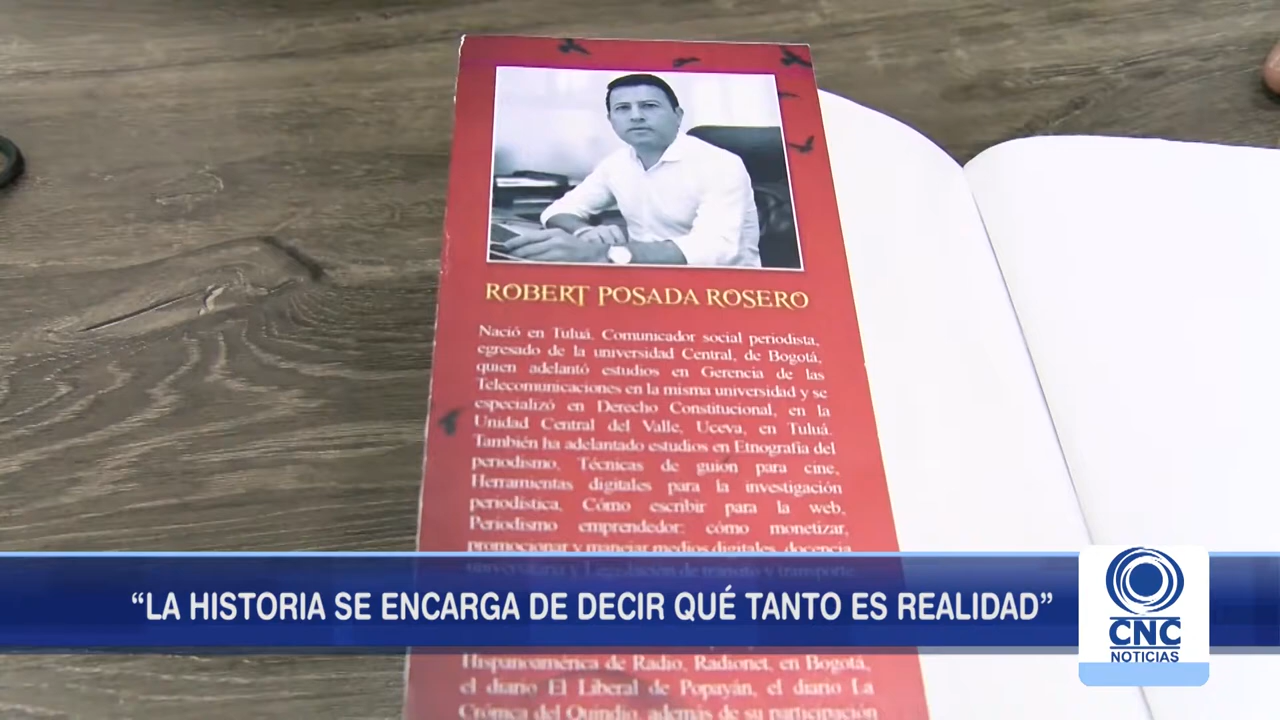 ROBERT POSADA ROSERO
Nació en Tuluá. Comunicador social periodista,
egresado de la universidad Central, de Bogotá,
quien adelantó estudios en Gerencia de las
Telecomunicaciones en la misma universidad y se
especializó en Derecho Constitucional, en la
Unidad Central del Valle, Uceva, en Tuluá.
También ha adelantado estudios en Etnografía del
periodismo, Técnicas de guion para cine,
Herramientas digitales para la investigación
periodística, Cómo escribir para la web,
Periodismo emprendedor: cómo monetizar,
promocionar y manejar medios digitales, docencia
universitaria y Legislación de tránsito y transporte
“LA HISTORIA SE ENCARGA DE DECIR QUÉ TANTO ES REALIDAD”
CNC
NOTICIAS
Hispanoamérica de Radio, Radionet, en Bogotá,
el diario El Liberal de Popayán, el diario La
Crónica del Quindío, además de su participación